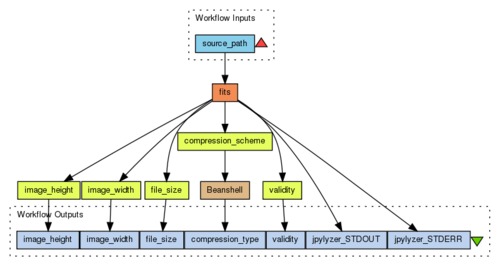 Workflow Inputs
source_path
fits
compression_scheme
image_height image_width file_size Beanshell validity
Workflow Outputs
image_height image_width file_size compression_type validity jpylyzer_STDOUT jpylyzer_STDERR